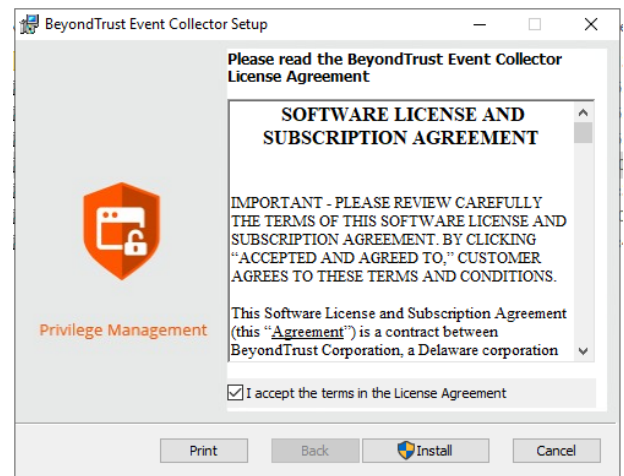 BeyondTrust Event Collector Setup
Please read the BeyondTrust Event Collector
License Agreement
SOFTWARE LICENSE AND
SUBSCRIPTION AGREEMENT
IMPORTANT - PLEASE REVIEW CAREFULLY
THE TERMS OF THIS SOFTWARE LICENSE AND
SUBSCRIPTION AGREEMENT. BY CLICKING
“ACCEPTED AND AGREED TO,” CUSTOMER
AGREES TO THESE TERMS AND CONDITIONS.
This Software License and Subscription Agreement
(this “Agreement”) is a contract between
BeyondTrust Corporation, a Delaware corporation
Privilege Management
I accept the terms in the License Agreement
Print Back Install Cancel